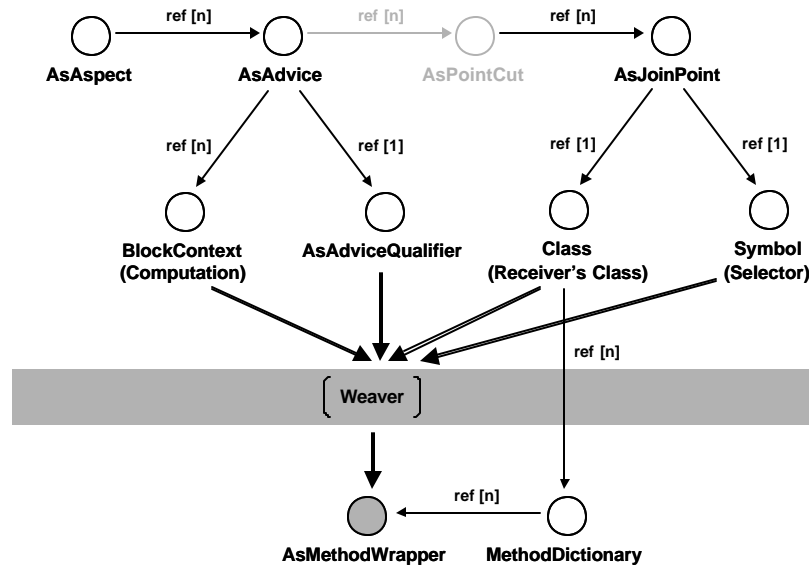 ref [n]
ref [n]
ref [n]
AsAspect
AsAdvice
AsPointCut
AsJoinPoint
ref [n]
ref [1]
ref [1]
ref [1]
BlockContext
(Computation)
AsAdviceQualifier
Class
(Receiver's Class)
Symbol
(Selector)
ref [n]
Weaver
ref [n]
AsMethodWrapper
MethodDictionary